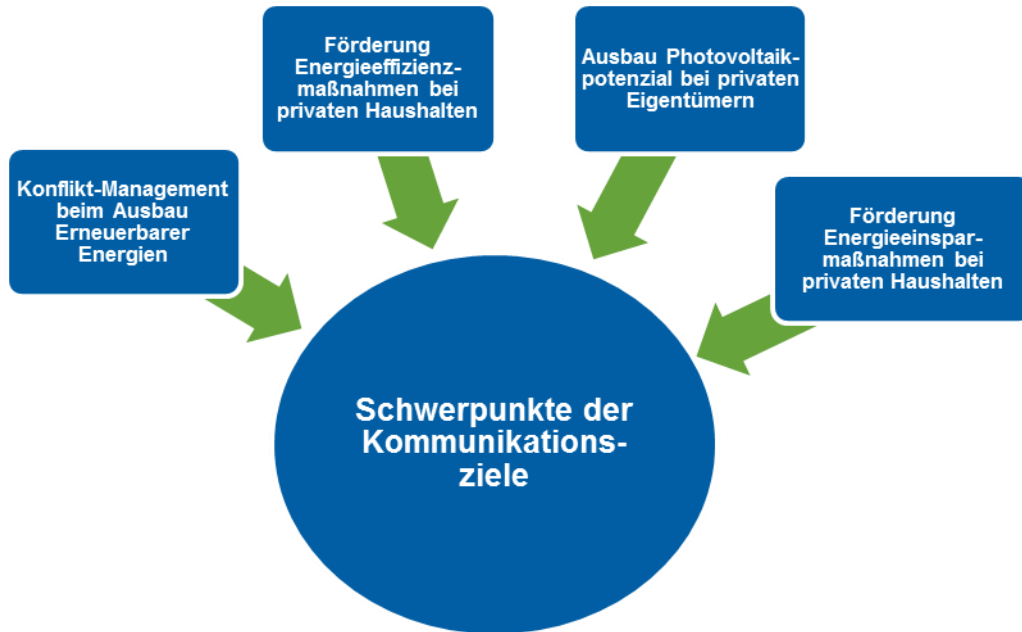 Förderung
Energieeffizienz-
maßnahmen bei
privaten Haushalten
Ausbau Photovoltaik-
potenzial bei privaten
Eigentümern
Konflikt-Management
beim Ausbau
Erneuerbarer
Energien
Förderung
Energieeinspar-
maßnahmen bei
privaten Haushalten
Schwerpunkte der
Kommunikations-
ziele